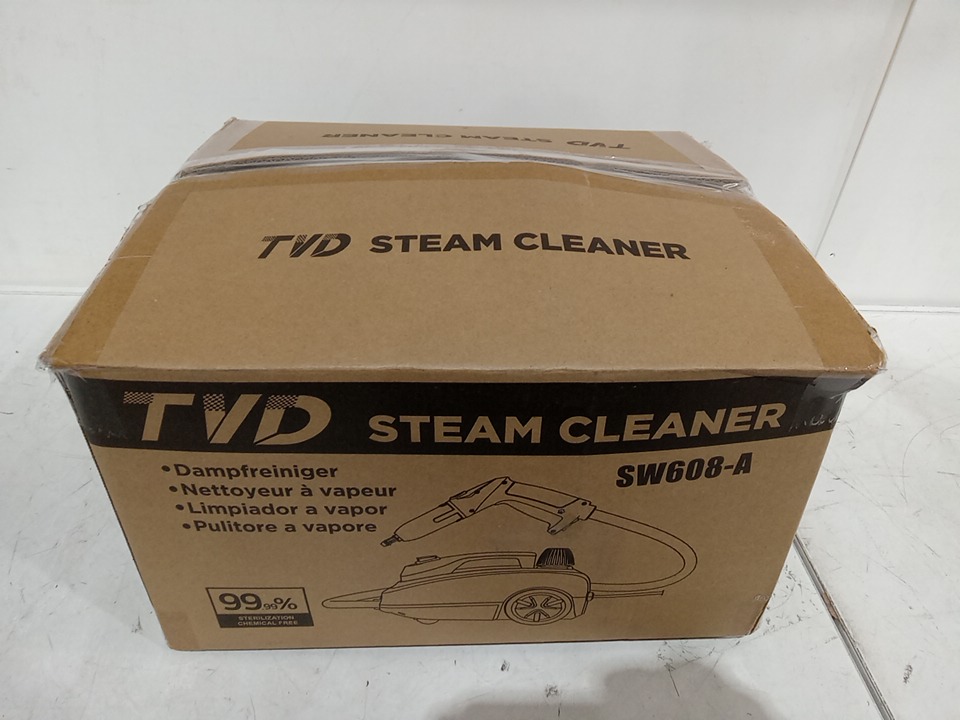 TVD STEAM CLEANER
TVD STEAM CLEANER
TVD STEAM CLEANER
SW608-A
•Dampfreiniger
•Nettoyeur à vapeur
•Limpiador a vapor
•Pulitore a vapore
99.99%
STERILIZATION
CHEMICAL FREE